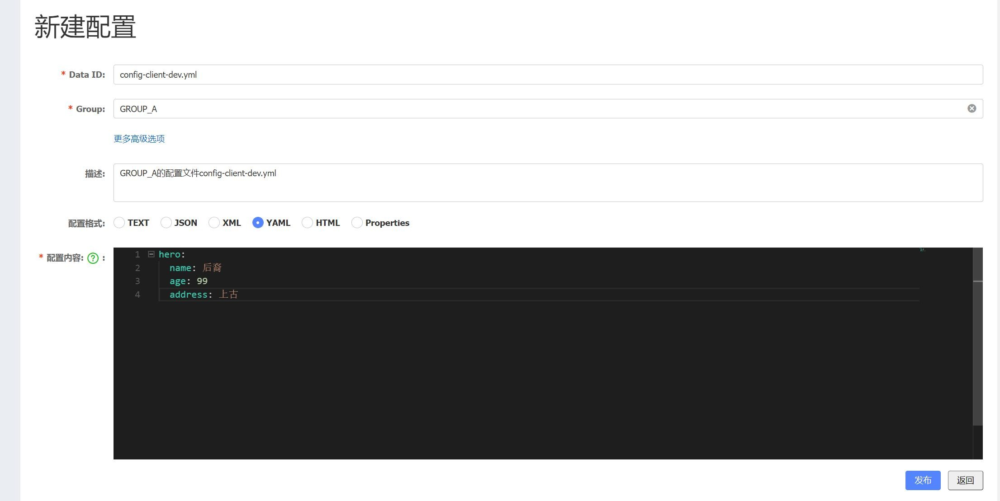 新建配置
* Data ID: config-client-dev.yml
* Group: GROUP_A
更多高级选项
描述: GROUP_A的配置文件config-client-dev.yml
配置格式: TEXT JSON XML YAML HTML Properties
* 配置内容: ? :
1 hero:
2 name: 后裔
3 age: 99
4 address: 上古
发布 返回